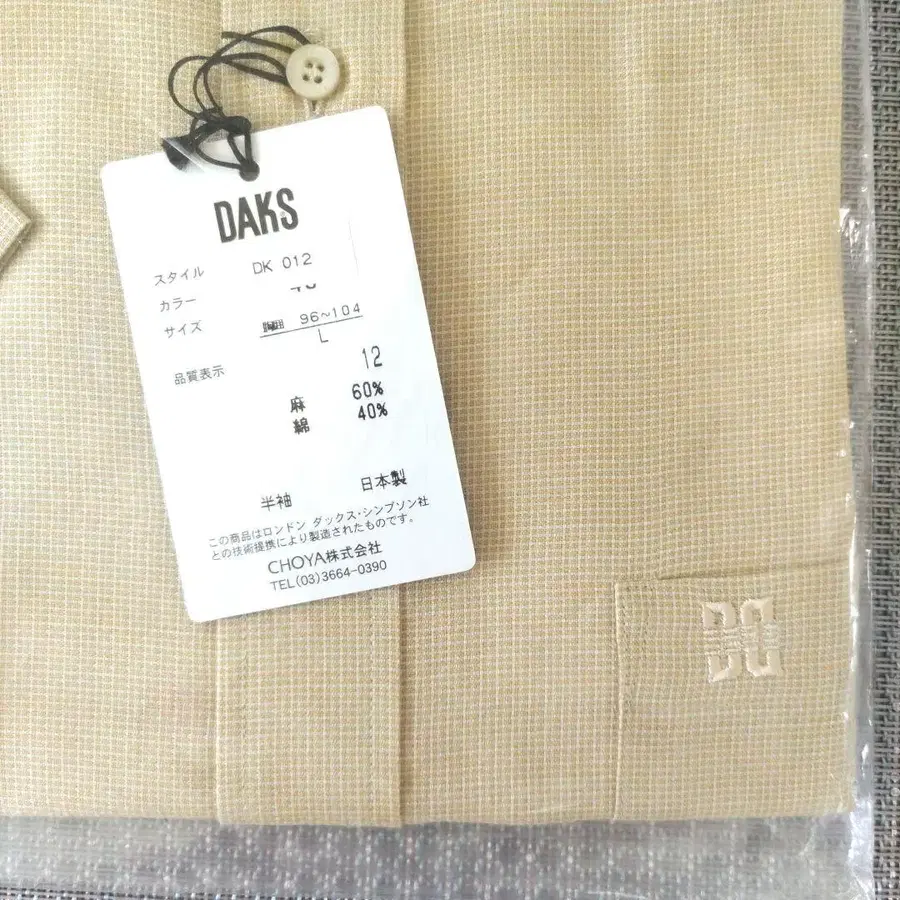 DAKS
スタイル DK 012
カラー
サイズ 胸囲 96~104
L
品質表示 12
麻 60%
綿 40%
半袖 日本製
この商品はロンドン ダックス・シンプソン社
との技術提携により製造されたものです。
CHOYA株式会社
TEL(03)3664-0390